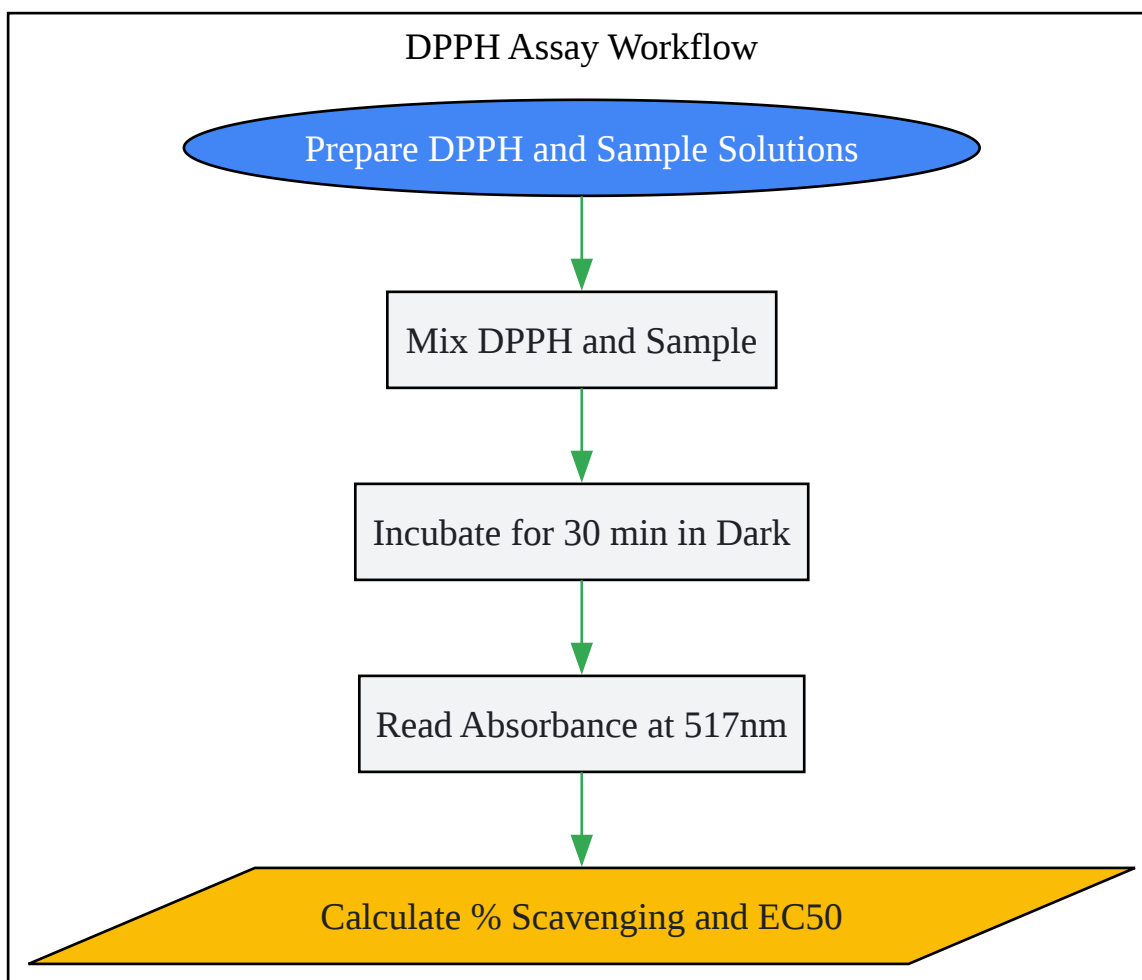 DPPH Assay Workflow
Prepare DPPH and Sample Solutions
Mix DPPH and Sample
Incubate for 30 min in Dark
Read Absorbance at 517nm
Calculate % Scavenging and EC50